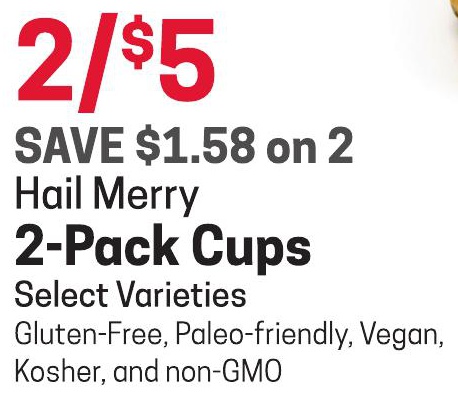 2/$5
SAVE $1.58 on 2
Hail Merry
2-Pack Cups
Select Varieties
Gluten-Free, Paleo-friendly, Vegan,
Kosher, and non-GMO